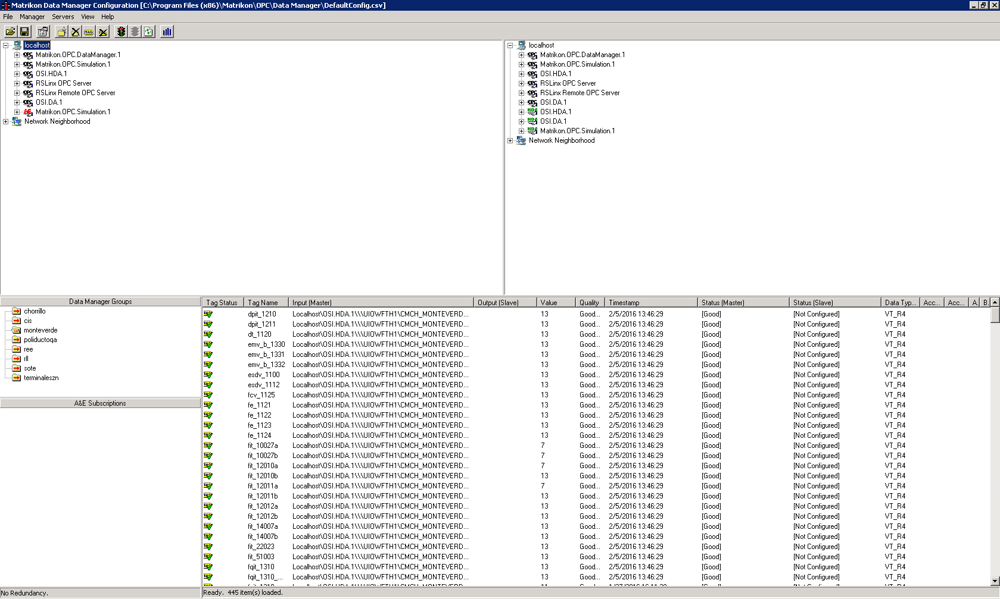 Matrikon Data Manager Configuration [C:\Program Files (x86)\Matrikon\OPC\Data Manager\DefaultConfig.csv]
File Manager Servers View Help
localhost
Matrikon.OPC.DataManager.1
Matrikon.OPC.Simulation.1
OSI.HDA.1
RSLinx OPC Server
RSLinx Remote OPC Server
OSI.DA.1
Matrikon.OPC.Simulation.1
Network Neighborhood
localhost
Matrikon.OPC.DataManager.1
Matrikon.OPC.Simulation.1
OSI.HDA.1
RSLinx OPC Server
RSLinx Remote OPC Server
OSI.DA.1
OSI.HDA.1
OSI.DA.1
Matrikon.OPC.Simulation.1
Network Neighborhood
Data Manager Groups
chorrillo
cis
monteverde
poliductoqa
ree
rll
sote
terminaleszn
A&E Subscriptions
Tag Status Tag Name Input (Master) Output (Slave) Value Quality Timestamp Status (Master) Status (Slave) Data Typ... Acc... Acc... A. B.
dpit_1210 Localhost\OSI.HDA.1\\\UIOWFTH1\CMCH_MONTEVERD... 13 Good... 2/5/2016 13:46:29 [Good] [Not Configured] VT_R4
dpit_1211 Localhost\OSI.HDA.1\\\UIOWFTH1\CMCH_MONTEVERD... 13 Good... 2/5/2016 13:46:29 [Good] [Not Configured] VT_R4
dt_1120 Localhost\OSI.HDA.1\\\UIOWFTH1\CMCH_MONTEVERD... 13 Good... 2/5/2016 13:46:29 [Good] [Not Configured] VT_R4
emv_b_1330 Localhost\OSI.HDA.1\\\UIOWFTH1\CMCH_MONTEVERD... 13 Good... 2/5/2016 13:46:29 [Good] [Not Configured] VT_R4
emv_b_1331 Localhost\OSI.HDA.1\\\UIOWFTH1\CMCH_MONTEVERD... 13 Good... 2/5/2016 13:46:29 [Good] [Not Configured] VT_R4
emv_b_1332 Localhost\OSI.HDA.1\\\UIOWFTH1\CMCH_MONTEVERD... 13 Good... 2/5/2016 13:46:29 [Good] [Not Configured] VT_R4
esdv_1100 Localhost\OSI.HDA.1\\\UIOWFTH1\CMCH_MONTEVERD... 13 Good... 2/5/2016 13:46:29 [Good] [Not Configured] VT_R4
esdv_1112 Localhost\OSI.HDA.1\\\UIOWFTH1\CMCH_MONTEVERD... 13 Good... 2/5/2016 13:46:29 [Good] [Not Configured] VT_R4
fcv_1125 Localhost\OSI.HDA.1\\\UIOWFTH1\CMCH_MONTEVERD... 13 Good... 2/5/2016 13:46:29 [Good] [Not Configured] VT_R4
fe_1121 Localhost\OSI.HDA.1\\\UIOWFTH1\CMCH_MONTEVERD... 13 Good... 2/5/2016 13:46:29 [Good] [Not Configured] VT_R4
fe_1122 Localhost\OSI.HDA.1\\\UIOWFTH1\CMCH_MONTEVERD... 13 Good... 2/5/2016 13:46:29 [Good] [Not Configured] VT_R4
fe_1123 Localhost\OSI.HDA.1\\\UIOWFTH1\CMCH_MONTEVERD... 13 Good... 2/5/2016 13:46:29 [Good] [Not Configured] VT_R4
fe_1124 Localhost\OSI.HDA.1\\\UIOWFTH1\CMCH_MONTEVERD... 13 Good... 2/5/2016 13:46:29 [Good] [Not Configured] VT_R4
fit_10027a Localhost\OSI.HDA.1\\\UIOWFTH1\CMCH_MONTEVERD... 7 Good... 2/5/2016 13:46:29 [Good] [Not Configured] VT_R4
fit_10027b Localhost\OSI.HDA.1\\\UIOWFTH1\CMCH_MONTEVERD... 7 Good... 2/5/2016 13:46:29 [Good] [Not Configured] VT_R4
fit_12010a Localhost\OSI.HDA.1\\\UIOWFTH1\CMCH_MONTEVERD... 7 Good... 2/5/2016 13:46:29 [Good] [Not Configured] VT_R4
fit_12010b Localhost\OSI.HDA.1\\\UIOWFTH1\CMCH_MONTEVERD... 13 Good... 2/5/2016 13:46:29 [Good] [Not Configured] VT_R4
fit_12011a Localhost\OSI.HDA.1\\\UIOWFTH1\CMCH_MONTEVERD... 7 Good... 2/5/2016 13:46:29 [Good] [Not Configured] VT_R4
fit_12011b Localhost\OSI.HDA.1\\\UIOWFTH1\CMCH_MONTEVERD... 13 Good... 2/5/2016 13:46:29 [Good] [Not Configured] VT_R4
fit_12012a Localhost\OSI.HDA.1\\\UIOWFTH1\CMCH_MONTEVERD... 13 Good... 2/5/2016 13:46:29 [Good] [Not Configured] VT_R4
fit_12012b Localhost\OSI.HDA.1\\\UIOWFTH1\CMCH_MONTEVERD... 13 Good... 2/5/2016 13:46:29 [Good] [Not Configured] VT_R4
fit_14007a Localhost\OSI.HDA.1\\\UIOWFTH1\CMCH_MONTEVERD... 13 Good... 2/5/2016 13:46:29 [Good] [Not Configured] VT_R4
fit_14007b Localhost\OSI.HDA.1\\\UIOWFTH1\CMCH_MONTEVERD... 13 Good... 2/5/2016 13:46:29 [Good] [Not Configured] VT_R4
fit_22023 Localhost\OSI.HDA.1\\\UIOWFTH1\CMCH_MONTEVERD... 13 Good... 2/5/2016 13:46:29 [Good] [Not Configured] VT_R4
fit_51003 Localhost\OSI.HDA.1\\\UIOWFTH1\CMCH_MONTEVERD... 13 Good... 2/5/2016 13:46:29 [Good] [Not Configured] VT_R4
fqit_1310 Localhost\OSI.HDA.1\\\UIOWFTH1\CMCH_MONTEVERD... 13 Good... 2/5/2016 13:46:29 [Good] [Not Configured] VT_R4
fqit_1310_... Localhost\OSI.HDA.1\\\UIOWFTH1\CMCH_MONTEVERD... 13 Good... 2/5/2016 13:46:29 [Good] [Not Configured] VT_R4
No Redundancy.
Ready. 445 item(s) loaded.